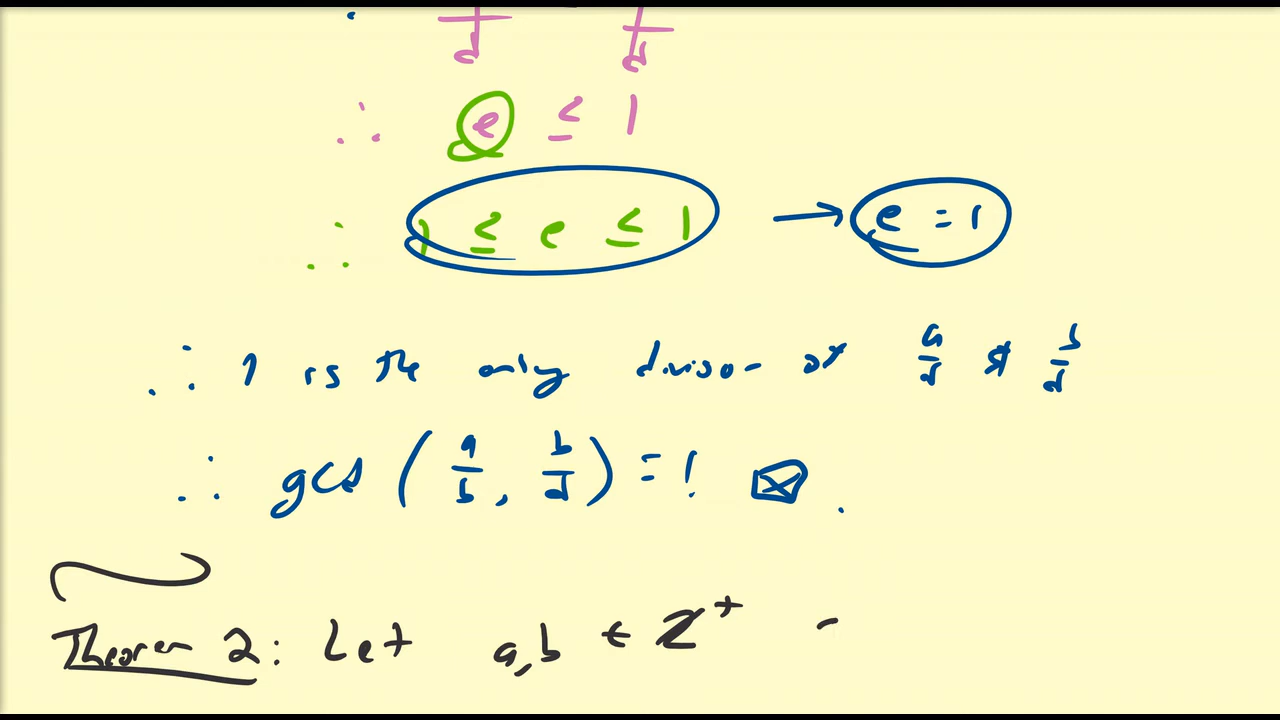 d d
∴ e ≤ 1
∴ 1 ≤ e ≤ 1 → e = 1
∴ 1 is the only divisor of a/d & b/d
∴ gcd (a/b, b/d) = 1 ⊠.
Theorem 2: Let a,b ∈ ℤ⁺